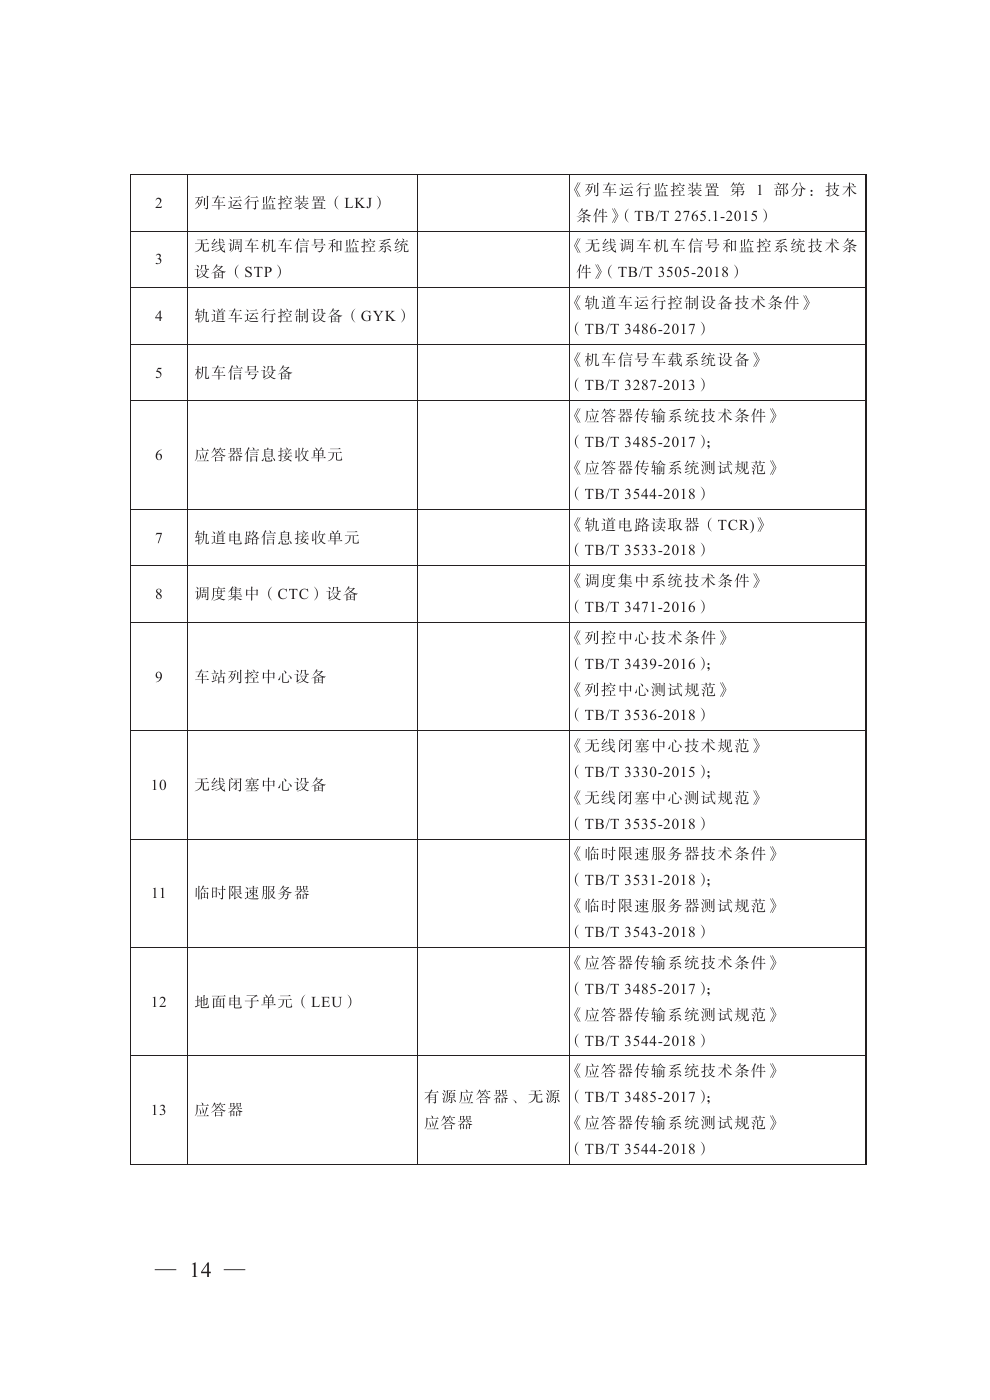 2
列车运行监控装置（LKJ）
《列车运行监控装置 第 1 部分：技术
条件》（TB/T 2765.1-2015）
3
无线调车机车信号和监控系统
设备（STP）
《无线调车机车信号和监控系统技术条
件》（TB/T 3505-2018）
4
轨道车运行控制设备（GYK）
《轨道车运行控制设备技术条件》
（TB/T 3486-2017）
5
机车信号设备
《机车信号车载系统设备》
（TB/T 3287-2013）
6
应答器信息接收单元
《应答器传输系统技术条件》
（TB/T 3485-2017）；
《应答器传输系统测试规范》
（TB/T 3544-2018）
7
轨道电路信息接收单元
《轨道电路读取器（TCR)》
（TB/T 3533-2018）
8
调度集中（CTC）设备
《调度集中系统技术条件》
（TB/T 3471-2016）
9
车站列控中心设备
《列控中心技术条件》
（TB/T 3439-2016）；
《列控中心测试规范》
（TB/T 3536-2018）
10
无线闭塞中心设备
《无线闭塞中心技术规范》
（TB/T 3330-2015）；
《无线闭塞中心测试规范》
（TB/T 3535-2018）
11
临时限速服务器
《临时限速服务器技术条件》
（TB/T 3531-2018）；
《临时限速服务器测试规范》
（TB/T 3543-2018）
12
地面电子单元（LEU）
《应答器传输系统技术条件》
（TB/T 3485-2017）；
《应答器传输系统测试规范》
（TB/T 3544-2018）
13
应答器
有源应答器、无源
应答器
《应答器传输系统技术条件》
（TB/T 3485-2017）；
《应答器传输系统测试规范》
（TB/T 3544-2018）
— 14 —